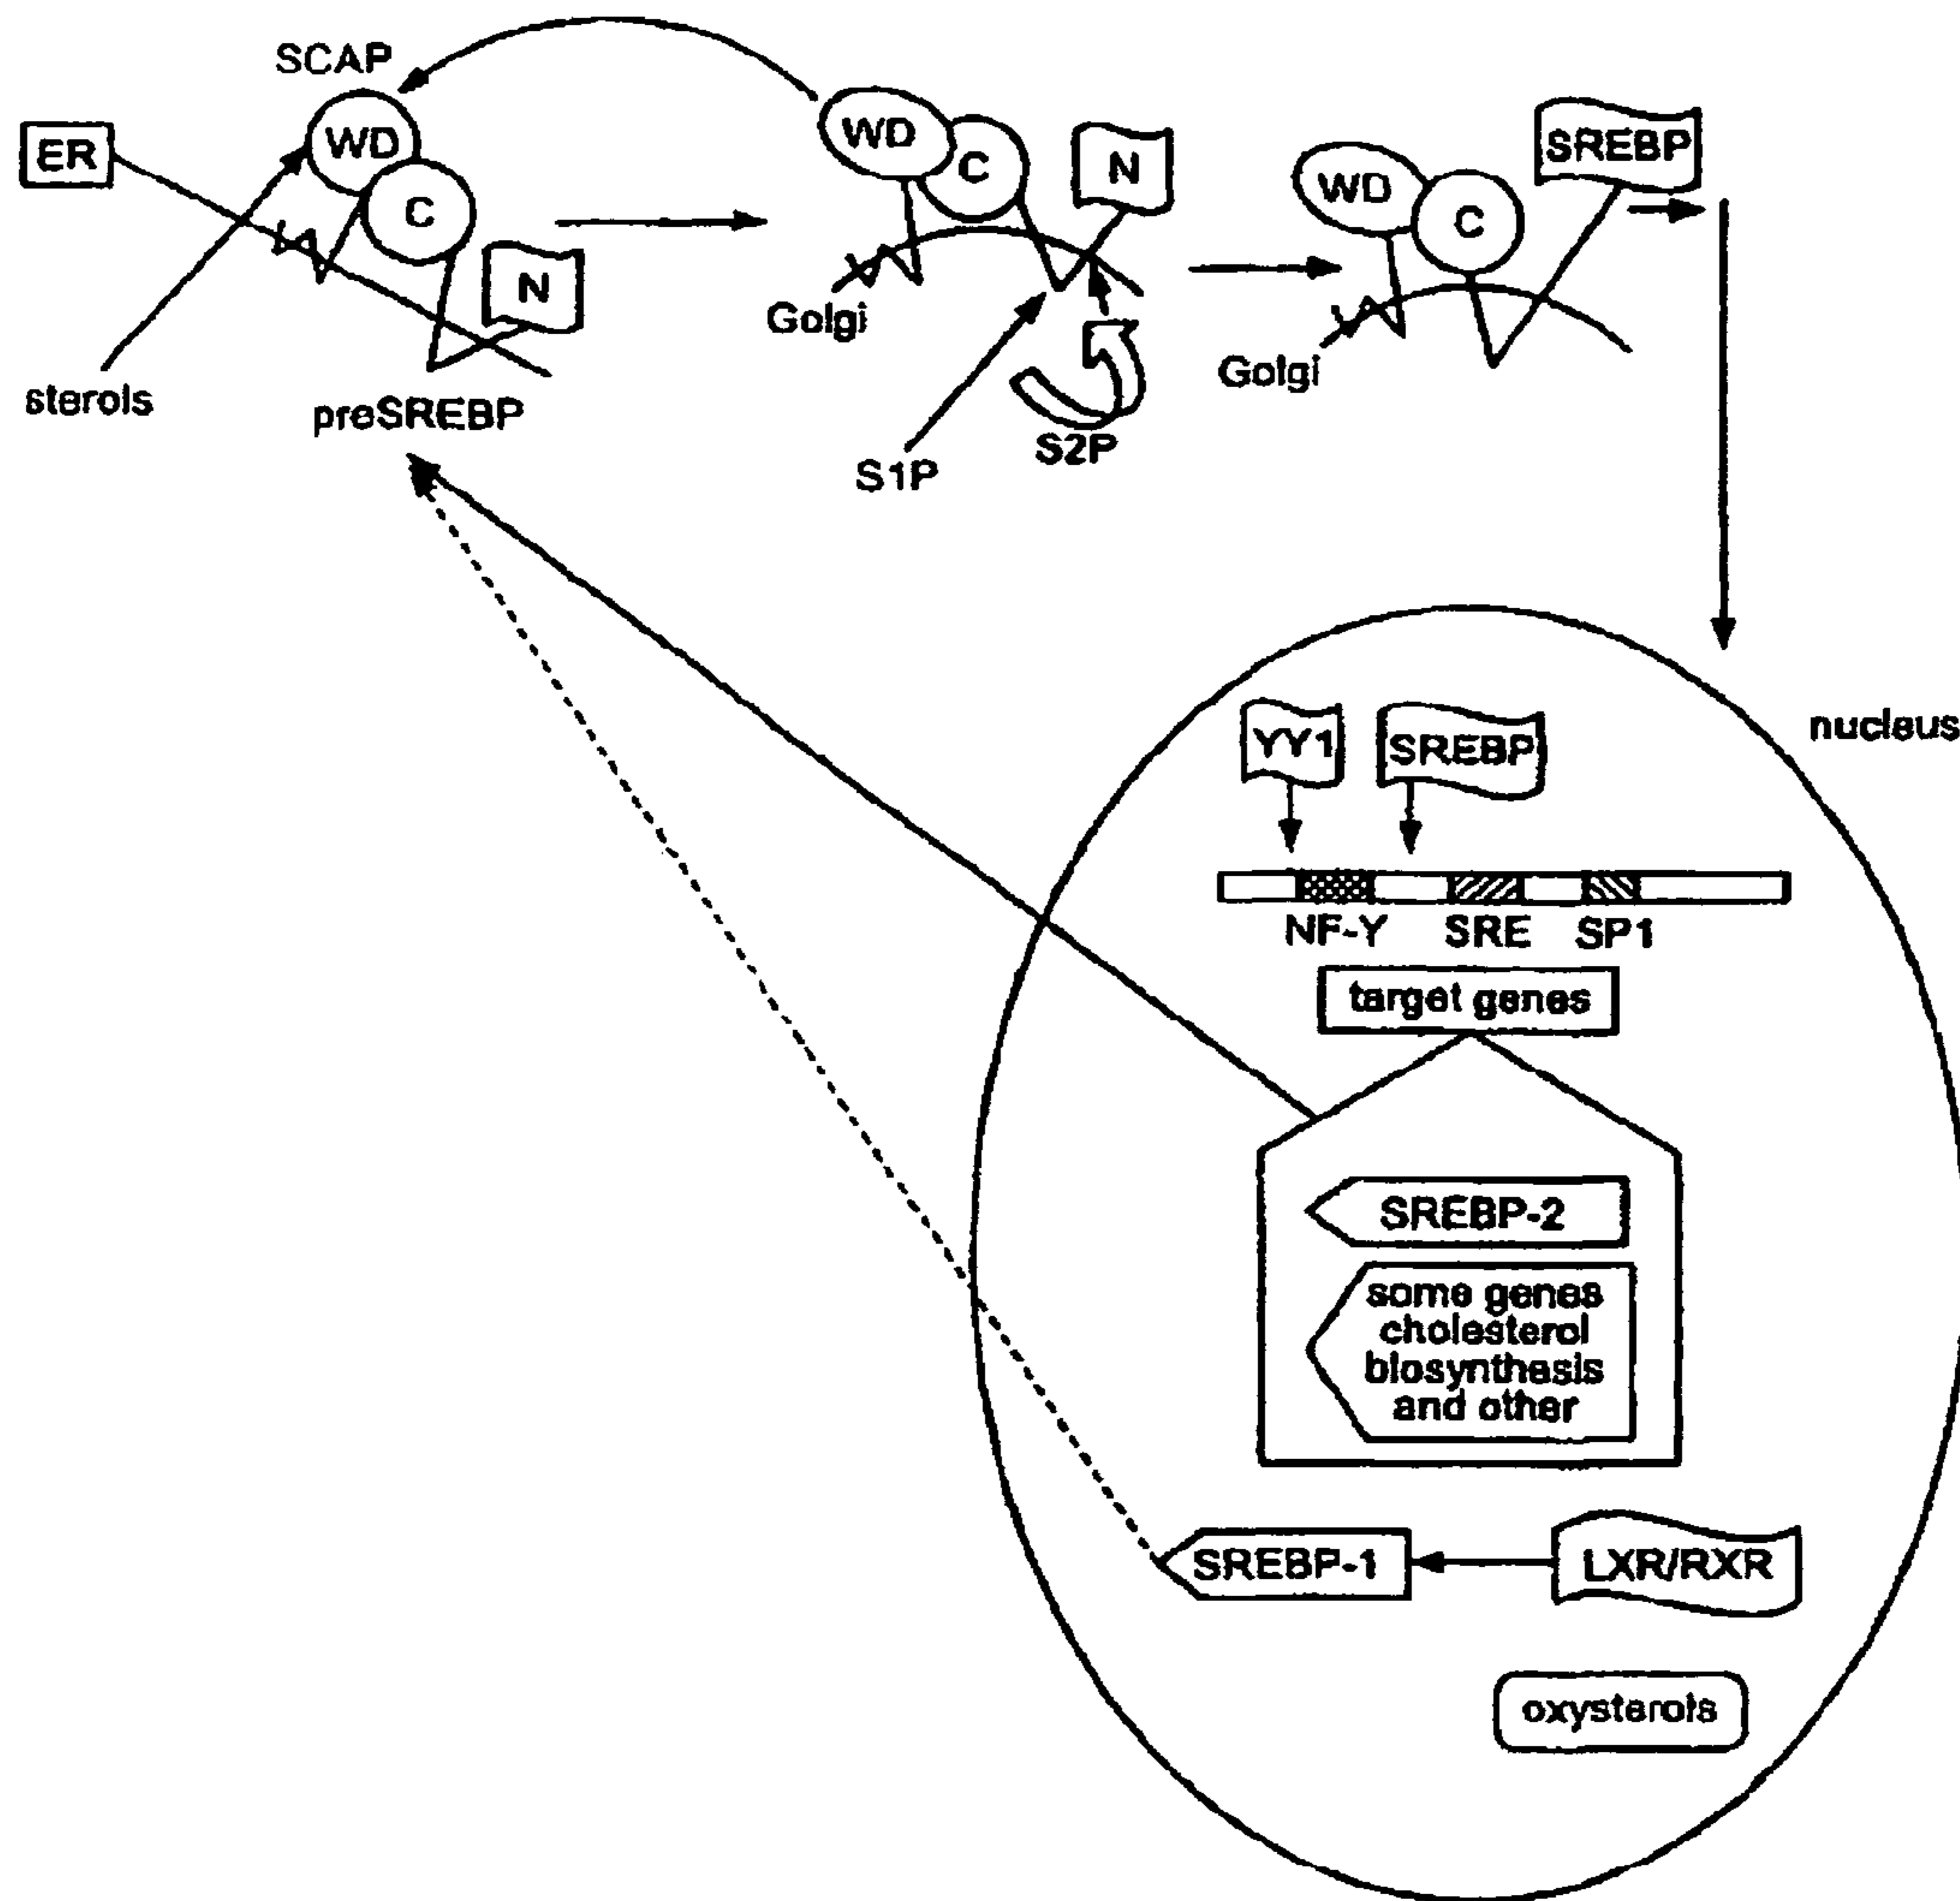 SCAP
ER
WD
C
N
sterols
preSREBP
WD
C
N
Golgi
S1P
S2P
WD
C
SREBP
Golgi
nucleus
YY1
SREBP
NF-Y
SRE
SP1
target genes
SREBP-2
some genes
cholesterol
biosynthesis
and other
SREBP-1
LXR/RXR
oxysterols